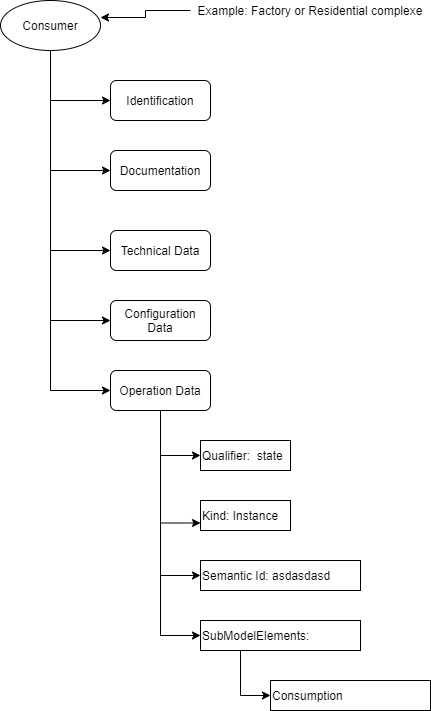 Consumer
Example: Factory or Residential complexe
Identification
Documentation
Technical Data
Configuration
Data
Operation Data
Qualifier: state
Kind: Instance
Semantic Id: asdasdasd
SubModelElements:
Consumption